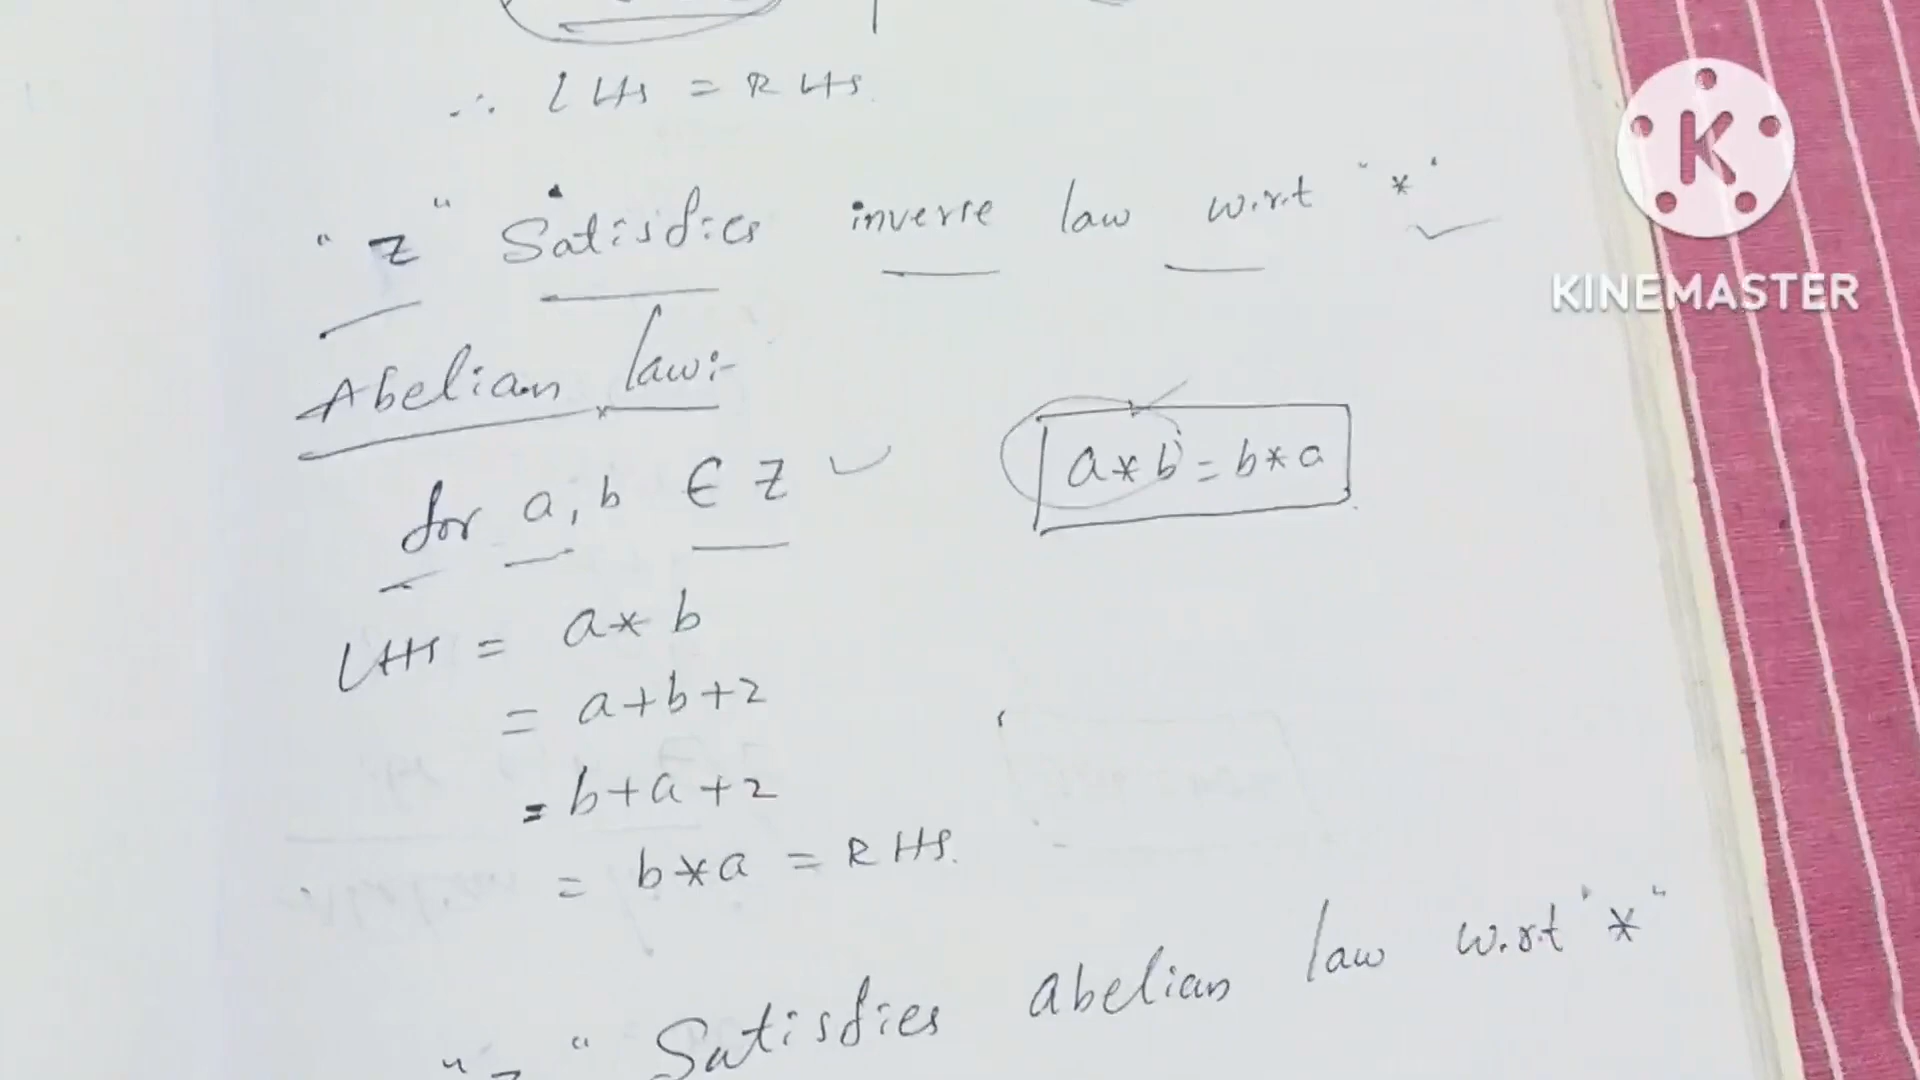 ∴ LHS = RHS.
"Z" Satisfies inverse law w.r.t "*"
Abelian law:-
for a, b ∈ Z
a*b = b*a
LHS = a * b
= a+b+2
= b+a+2
= b*a = RHS.
"Z" Satisfies abelian law w.r.t "*"
K
KINEMASTER